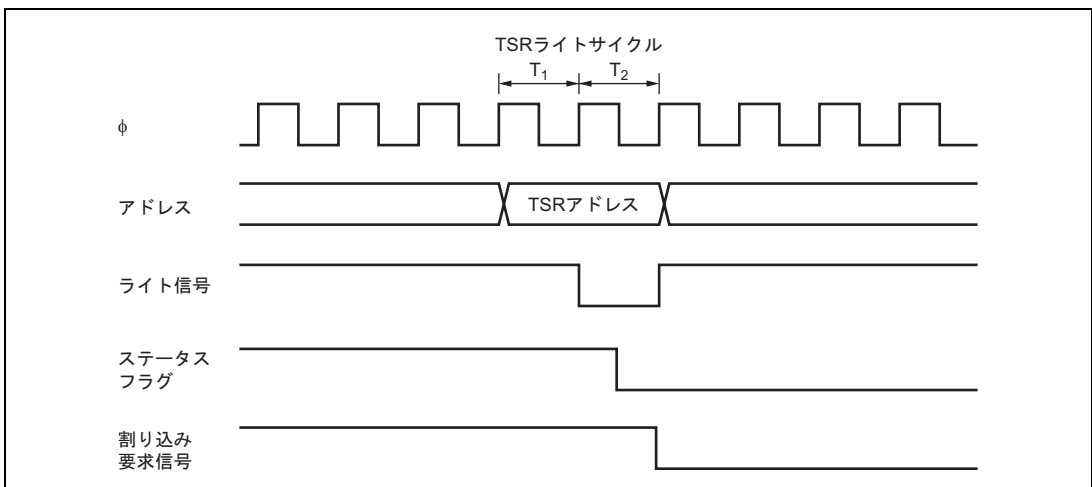 TSRライトサイクル
T1 T2
φ
アドレス
TSRアドレス
ライト信号
ステータス
フラグ
割り込み
要求信号